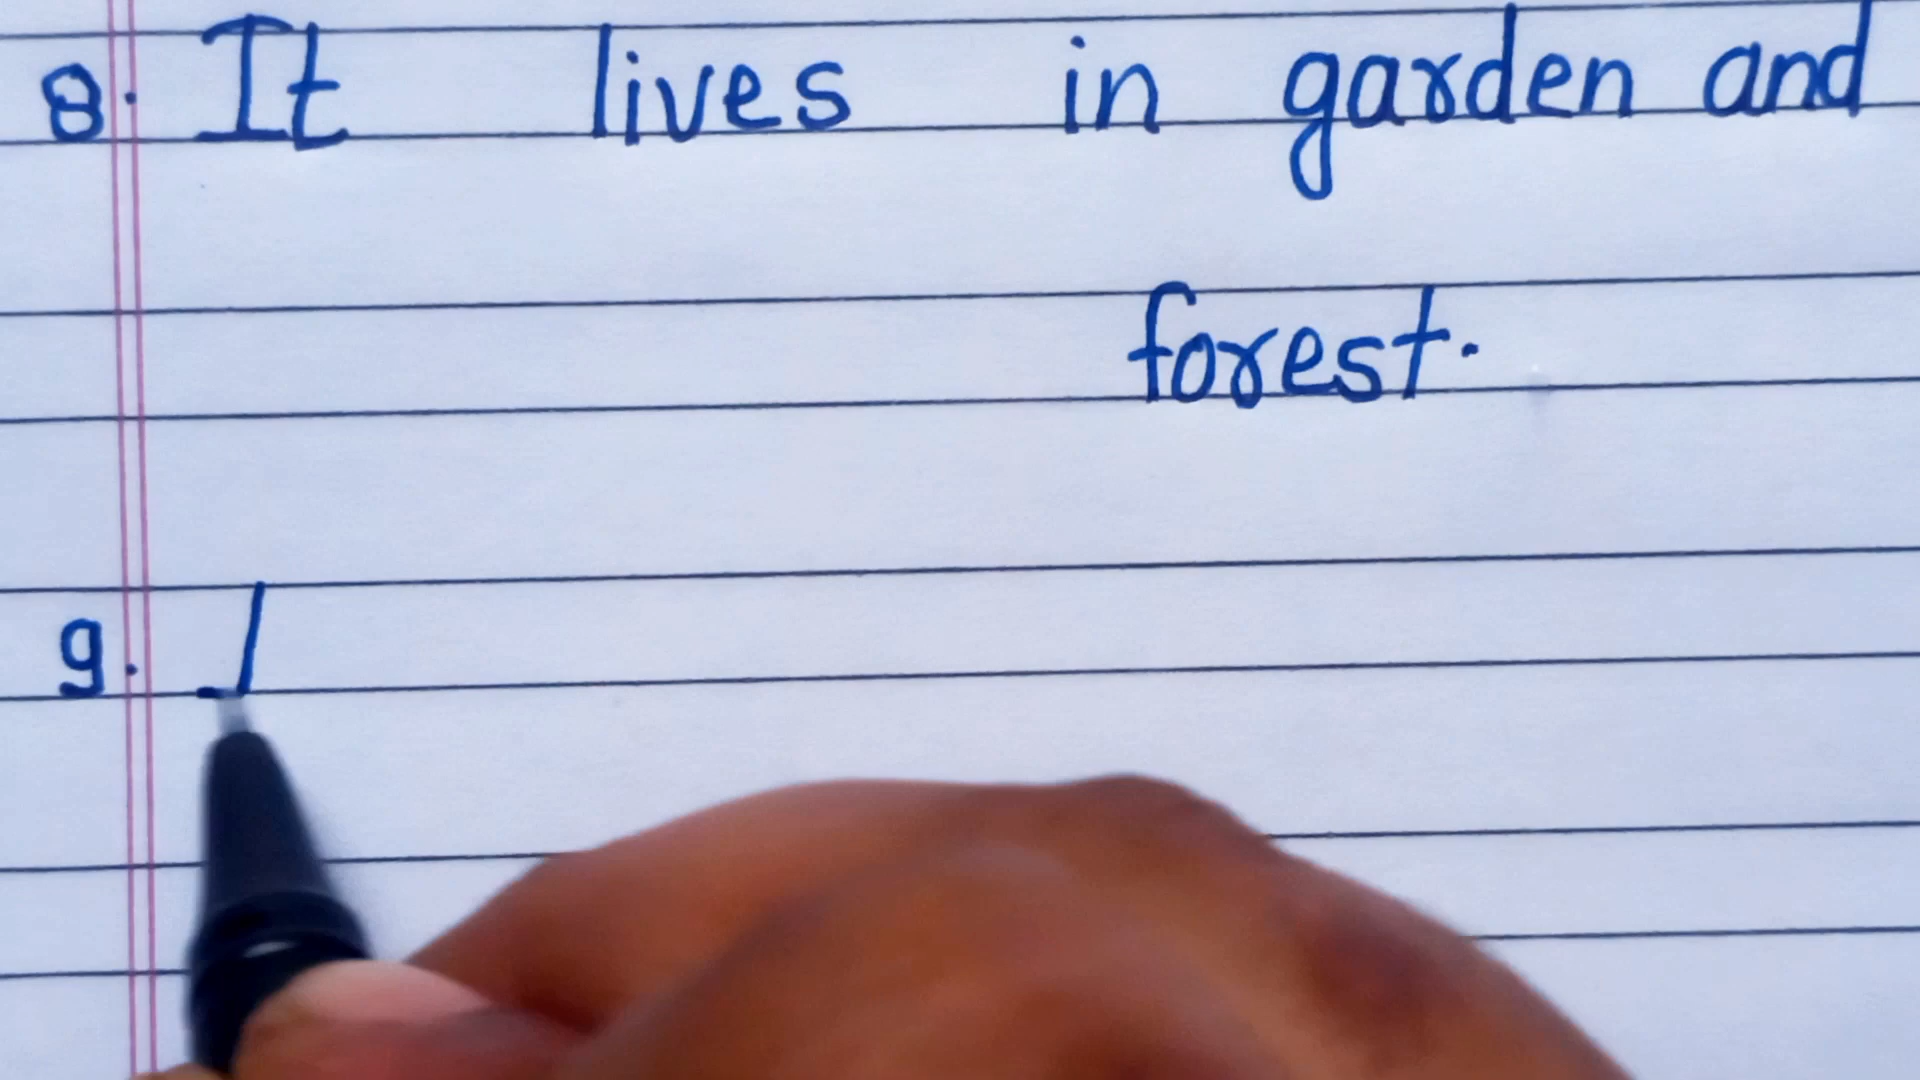 8. It lives in garden and
forest.
9.